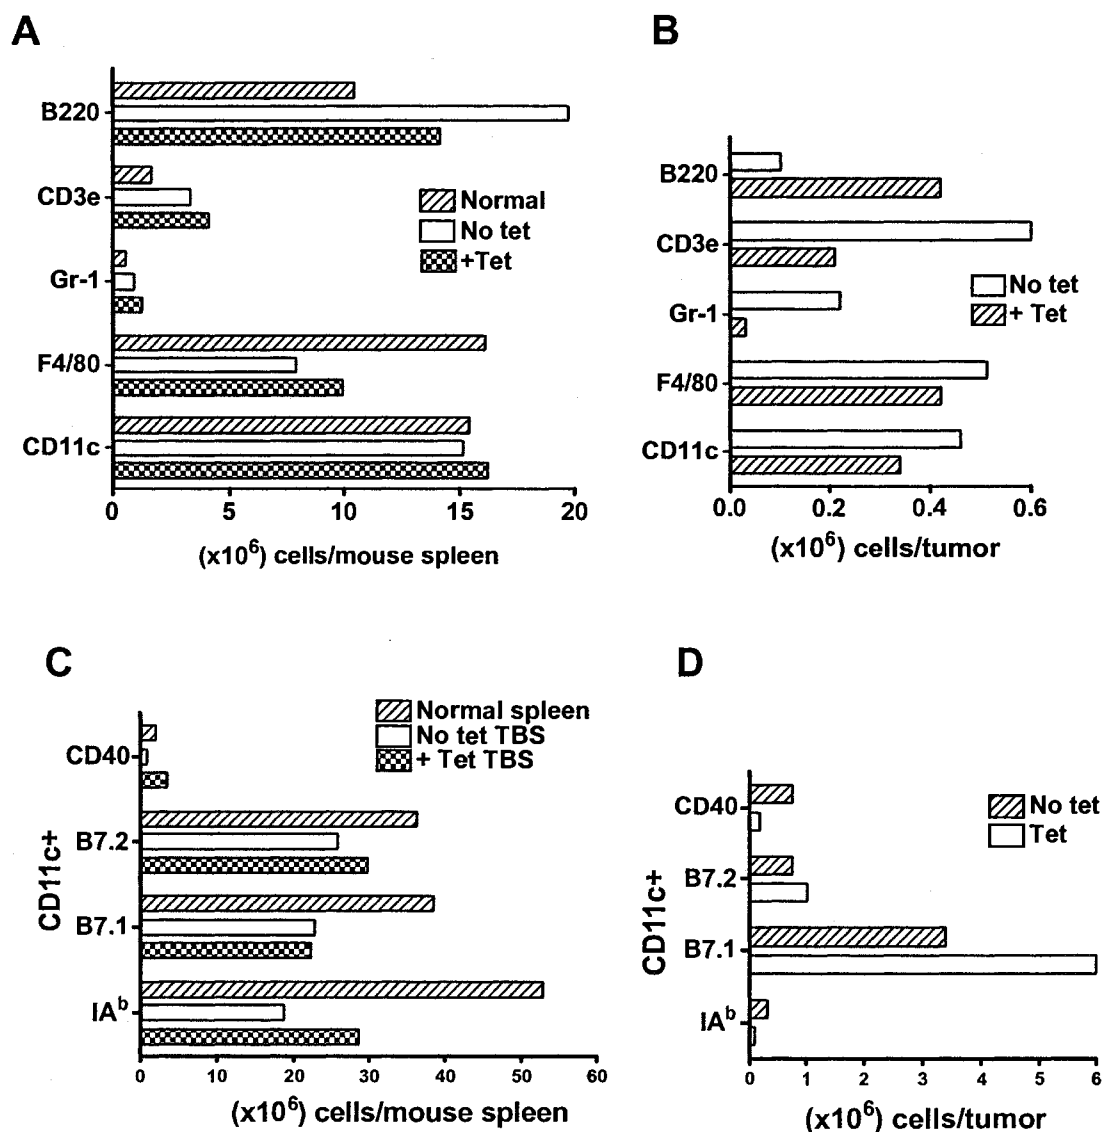 A
B220
CD3e
Gr-1
F4/80
CD11c
Normal
No tet
+Tet
0 5 10 15 20
(x10⁶) cells/mouse spleen
B
B220
CD3e
Gr-1
F4/80
CD11c
No tet
+ Tet
0.0 0.2 0.4 0.6
(x10⁶) cells/tumor
C
CD11c+
CD40
B7.2
B7.1
IAᵇ
Normal spleen
No tet TBS
+ Tet TBS
0 10 20 30 40 50 60
(x10⁶) cells/mouse spleen
D
CD11c+
CD40
B7.2
B7.1
IAᵇ
No tet
Tet
0 1 2 3 4 5 6
(x10⁶) cells/tumor